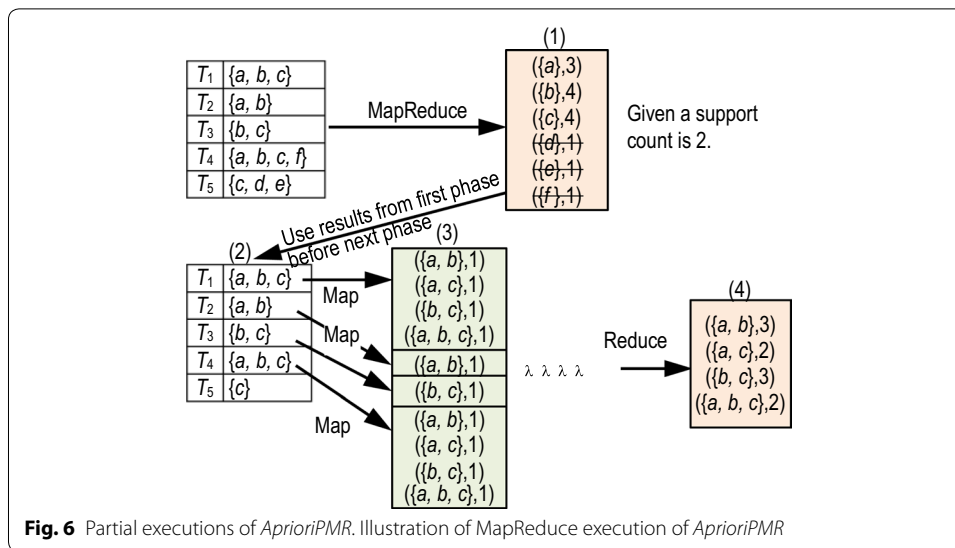 (1)
T1 {a, b, c}
T2 {a, b}
T3 {b, c}
T4 {a, b, c, f}
T5 {c, d, e}
MapReduce
({a},3)
({b},4)
({c},4)
({d},1)
({e},1)
({f},1)
Given a support
count is 2.
Use results from first phase
before next phase
(2)
T1 {a, b, c}
T2 {a, b}
T3 {b, c}
T4 {a, b, c}
T5 {c}
Map
Map
Map
(3)
({a, b},1)
({a, c},1)
({b, c},1)
({a, b, c},1)
({a, b},1)
({b, c},1)
({a, b},1)
({a, c},1)
({b, c},1)
({a, b, c},1)
λ λ λ λ
Reduce
(4)
({a, b},3)
({a, c},2)
({b, c},3)
({a, b, c},2)
Fig. 6 Partial executions of AprioriPMR. Illustration of MapReduce execution of AprioriPMR